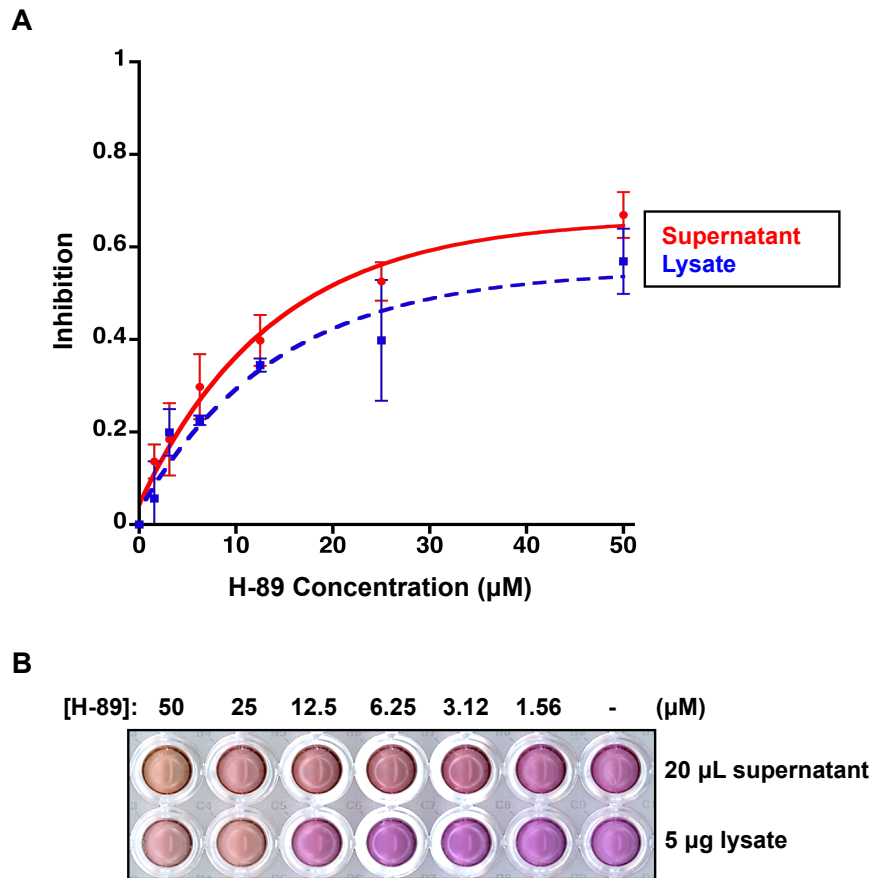 A
1
0.8
0.6
0.4
0.2
0
Inhibition
Supernatant
Lysate
0 10 20 30 40 50
H-89 Concentration (µM)
B
[H-89]: 50 25 12.5 6.25 3.12 1.56 - (µM)
20 µL supernatant
5 µg lysate